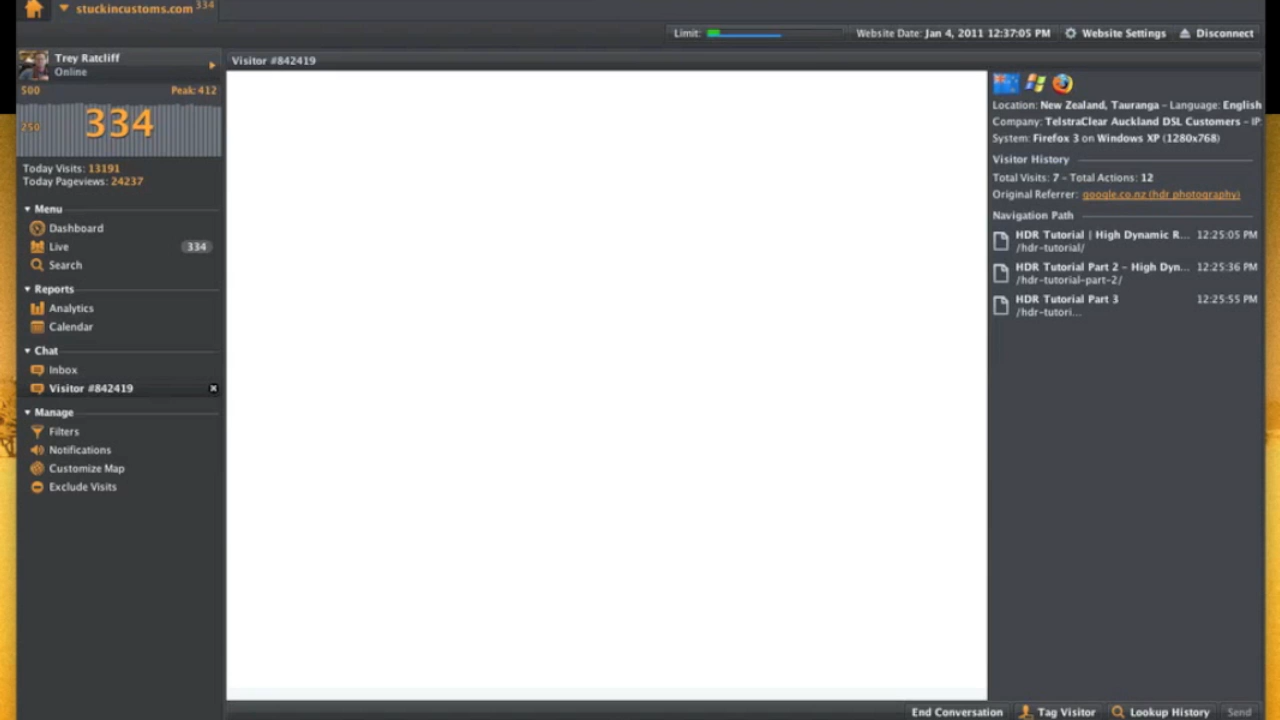 stuckincustoms.com 334
Limit:
Website Date: Jan 4, 2011 12:37:05 PM
Website Settings
Disconnect
Trey Ratcliff
Online
500
Peak: 412
250
334
Today Visits: 13191
Today Pageviews: 24237
Menu
Dashboard
Live 334
Search
Reports
Analytics
Calendar
Chat
Inbox
Visitor #842419
Manage
Filters
Notifications
Customize Map
Exclude Visits
Visitor #842419
Location: New Zealand, Tauranga – Language: English
Company: TelstraClear Auckland DSL Customers – IP:
System: Firefox 3 on Windows XP (1280x768)
Visitor History
Total Visits: 7 – Total Actions: 12
Original Referrer: google.co.nz (hdr photography)
Navigation Path
HDR Tutorial | High Dynamic R... 12:25:05 PM
/hdr-tutorial/
HDR Tutorial Part 2 – High Dyn... 12:25:36 PM
/hdr-tutorial-part-2/
HDR Tutorial Part 3 12:25:55 PM
/hdr-tutori...
End Conversation
Tag Visitor
Lookup History
Send